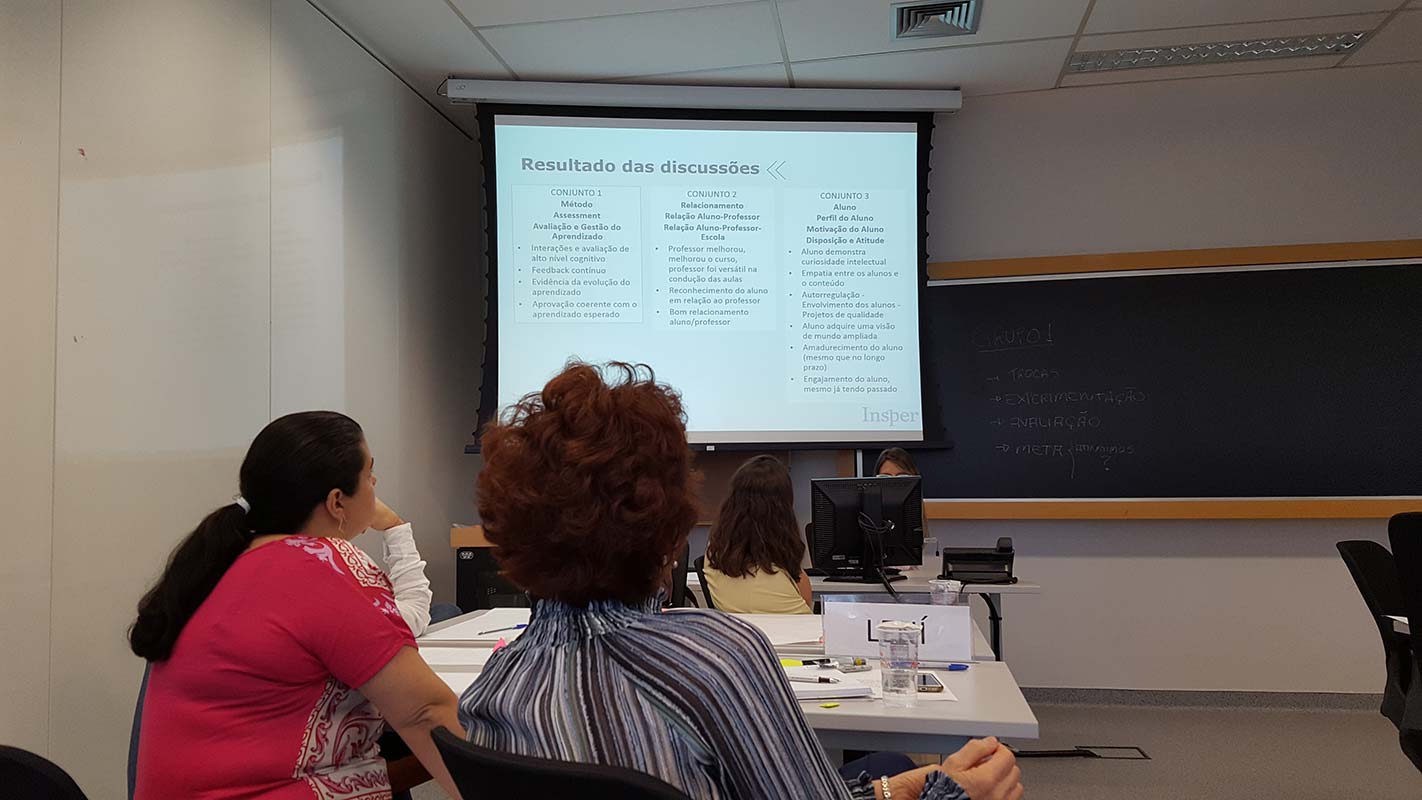 Resultado das discussões
CONJUNTO 1
Método
Assessment
Avaliação e Gestão do
Aprendizado
• Interações e avaliação de
alto nível cognitivo
• Feedback contínuo
• Evidência da evolução do
aprendizado
• Aprovação coerente com o
aprendizado esperado
CONJUNTO 2
Relacionamento
Relação Aluno-Professor
Relação Aluno-Professor-
Escola
• Professor melhorou,
melhorou o curso,
professor foi versátil na
condução das aulas
• Reconhecimento do aluno
em relação ao professor
• Bom relacionamento
aluno/professor
CONJUNTO 3
Aluno
Perfil do Aluno
Motivação do Aluno
Disposição e Atitude
• Aluno demonstra
curiosidade intelectual
• Empatia entre os alunos e
o conteúdo
• Autorregulação -
Envolvimento dos alunos -
Projetos de qualidade
• Aluno adquire uma visão
de mundo ampliada
• Amadurecimento do aluno
(mesmo que no longo
prazo)
• Engajamento do aluno,
mesmo já tendo passado
Insper
GRUPO 1
→ TROCAS
→ EXPERIMENTAÇÃO
→ AVALIAÇÃO
→ META
?